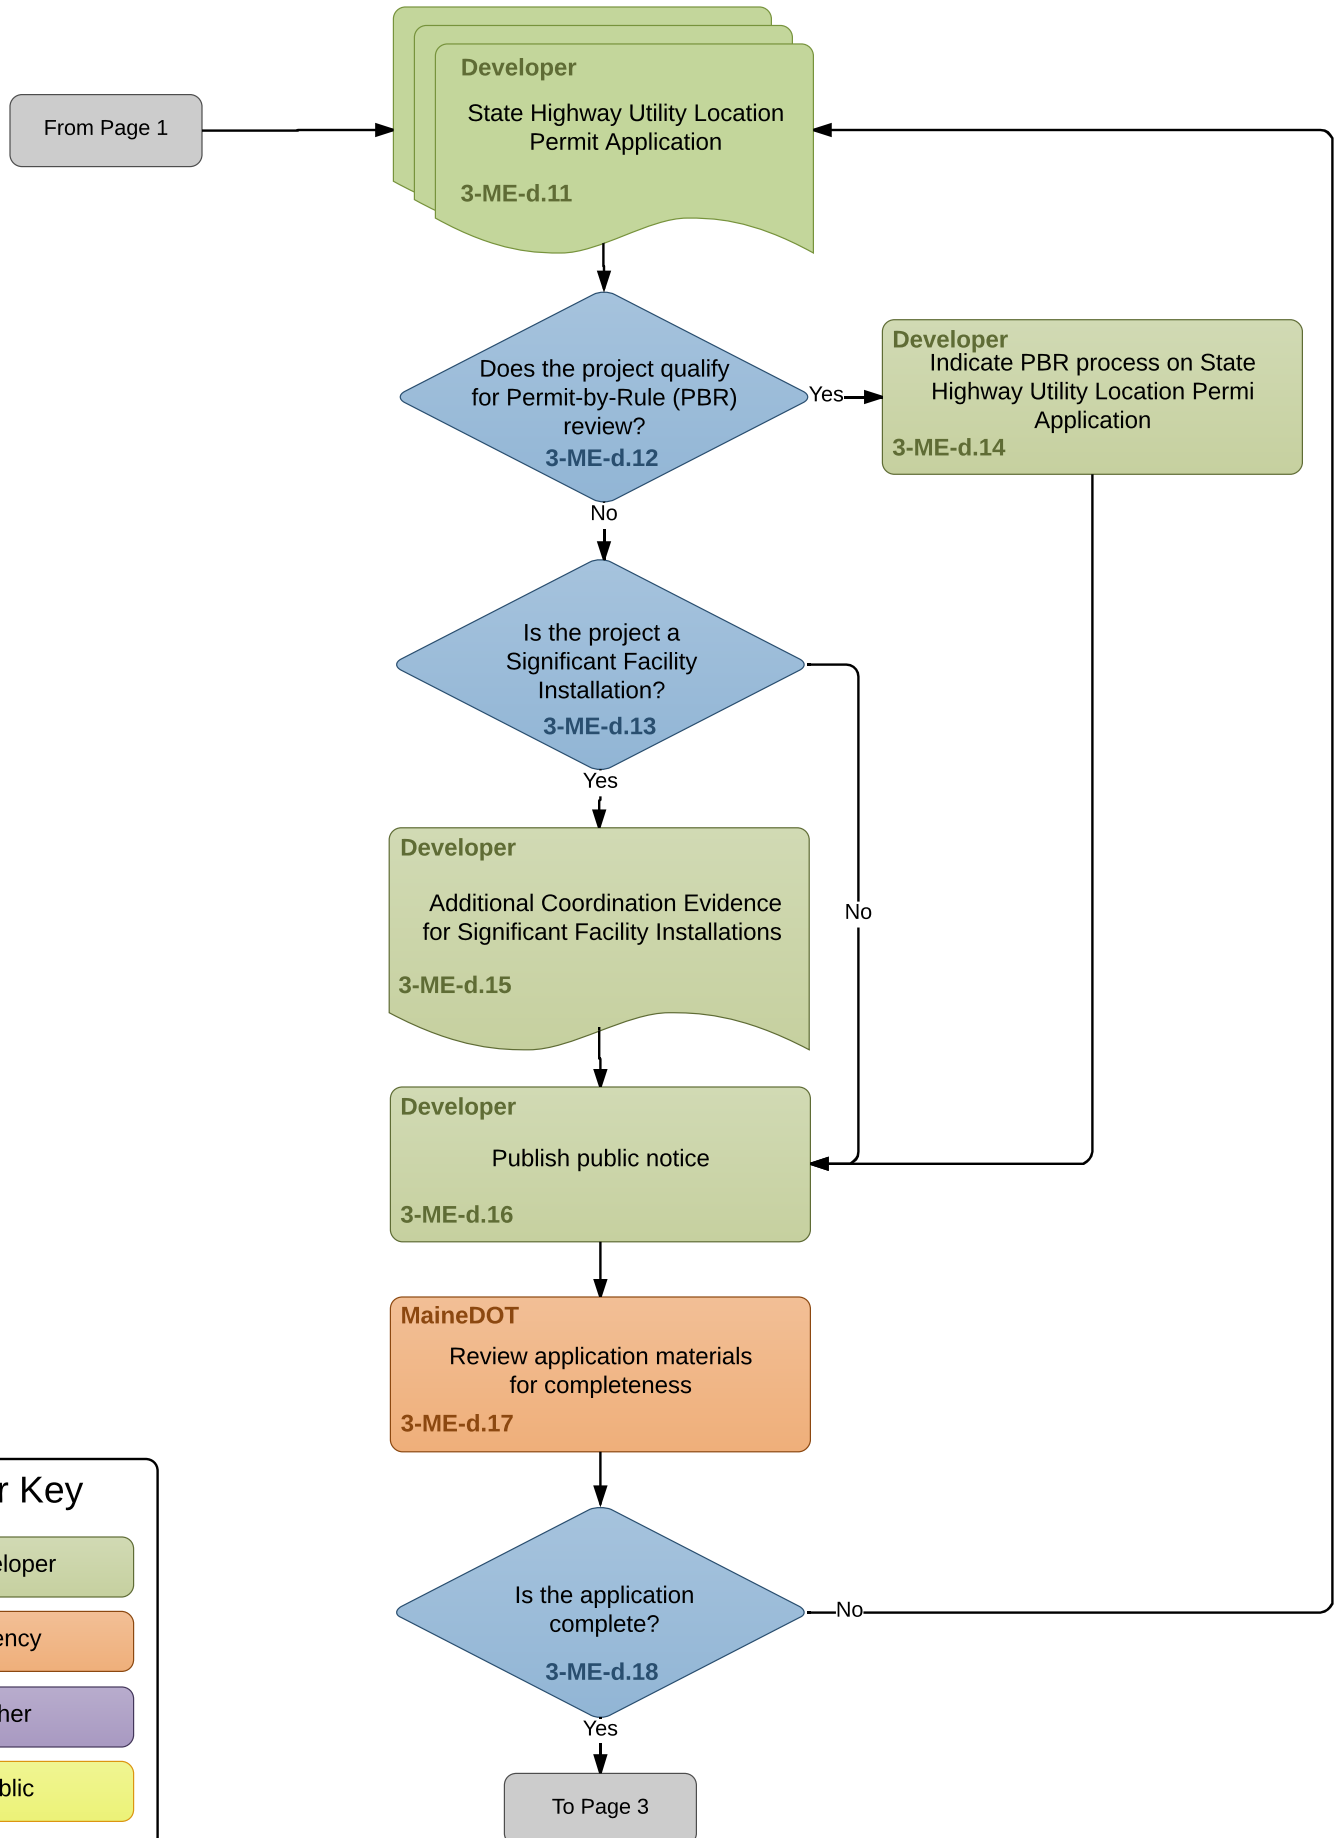 From Page 1
Developer
State Highway Utility Location
Permit Application
3-ME-d.11
Does the project qualify
for Permit-by-Rule (PBR)
review?
3-ME-d.12
Yes
Developer
Indicate PBR process on State
Highway Utility Location Permi
Application
3-ME-d.14
No
Is the project a
Significant Facility
Installation?
3-ME-d.13
Yes
No
Developer
Additional Coordination Evidence
for Significant Facility Installations
3-ME-d.15
Developer
Publish public notice
3-ME-d.16
MaineDOT
Review application materials
for completeness
3-ME-d.17
Is the application
complete?
3-ME-d.18
No
Yes
To Page 3
r Key
eloper
ency
her
blic